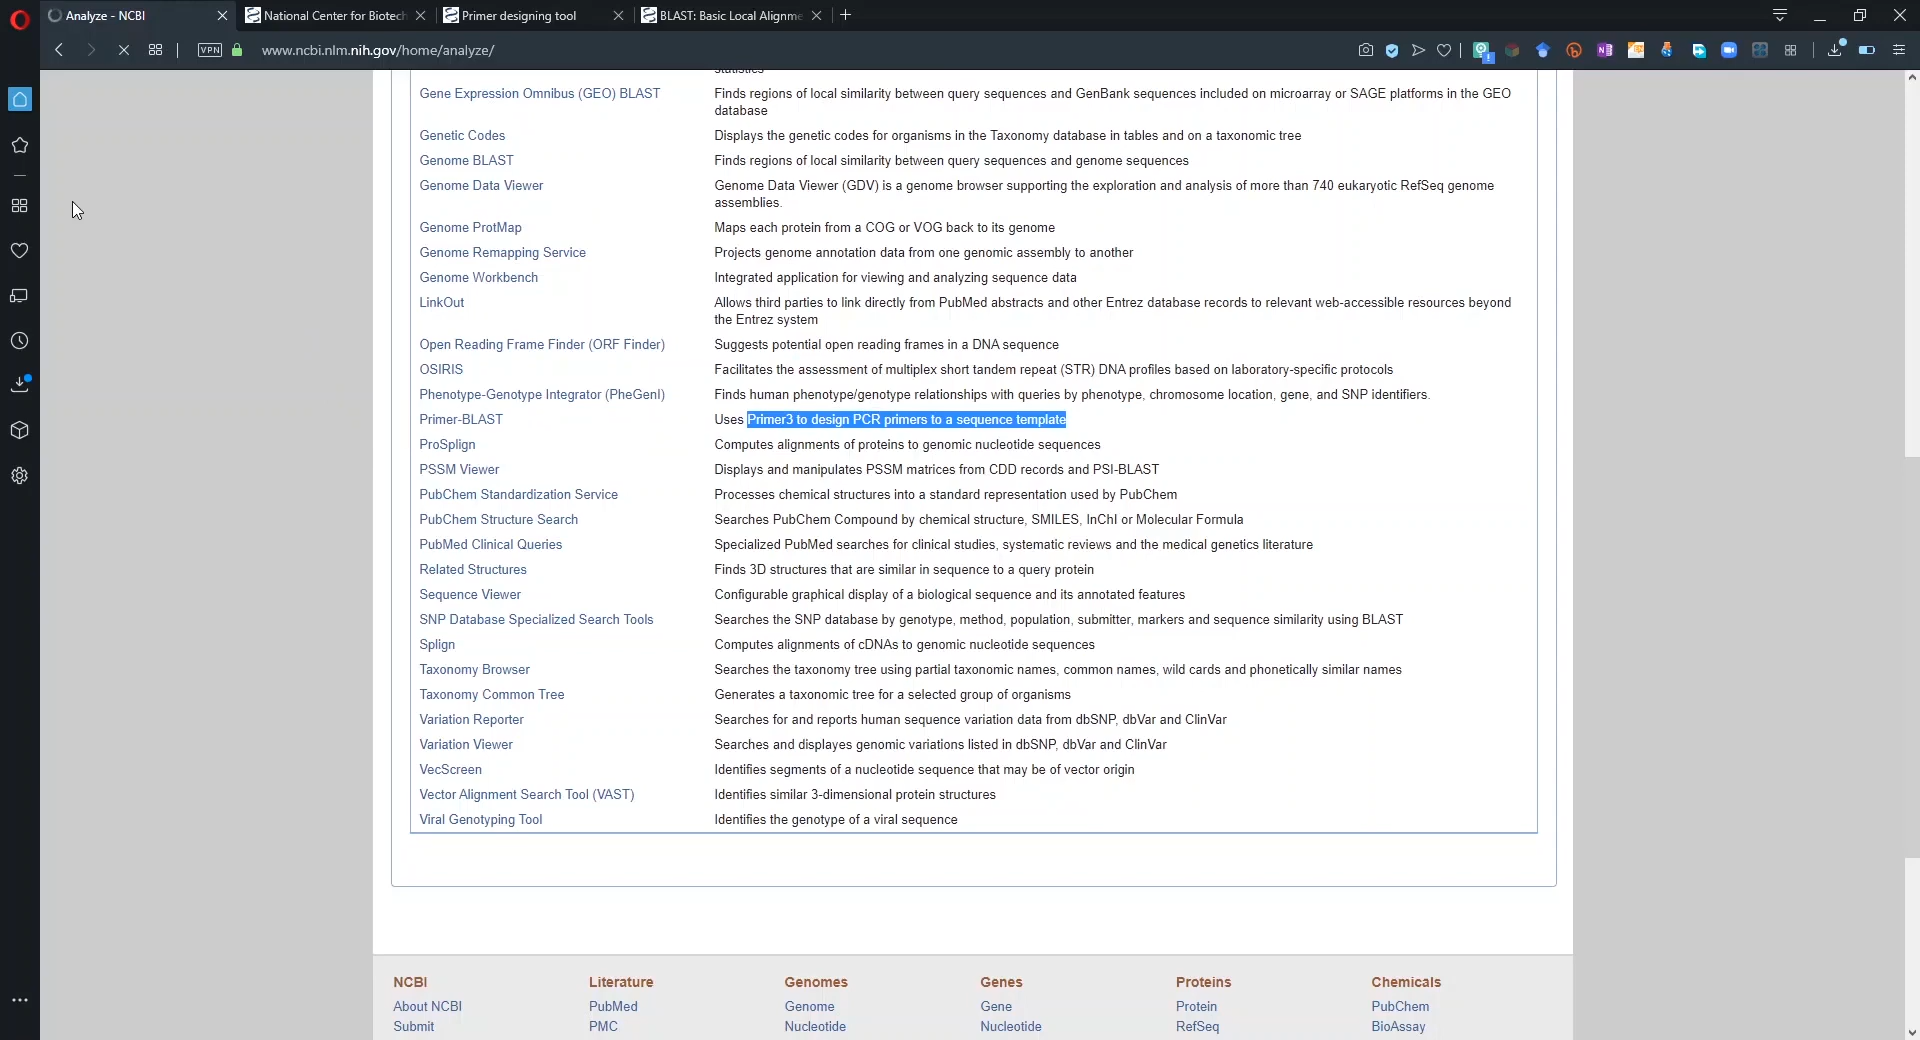 Analyze - NCBI
National Center for Biotech
Primer designing tool
BLAST: Basic Local Alignme
VPN
www.ncbi.nlm.nih.gov/home/analyze/
statistics
Gene Expression Omnibus (GEO) BLAST
Finds regions of local similarity between query sequences and GenBank sequences included on microarray or SAGE platforms in the GEO
database
Genetic Codes
Displays the genetic codes for organisms in the Taxonomy database in tables and on a taxonomic tree
Genome BLAST
Finds regions of local similarity between query sequences and genome sequences
Genome Data Viewer
Genome Data Viewer (GDV) is a genome browser supporting the exploration and analysis of more than 740 eukaryotic RefSeq genome
assemblies.
Genome ProtMap
Maps each protein from a COG or VOG back to its genome
Genome Remapping Service
Projects genome annotation data from one genomic assembly to another
Genome Workbench
Integrated application for viewing and analyzing sequence data
LinkOut
Allows third parties to link directly from PubMed abstracts and other Entrez database records to relevant web-accessible resources beyond
the Entrez system
Open Reading Frame Finder (ORF Finder)
Suggests potential open reading frames in a DNA sequence
OSIRIS
Facilitates the assessment of multiplex short tandem repeat (STR) DNA profiles based on laboratory-specific protocols
Phenotype-Genotype Integrator (PheGenI)
Finds human phenotype/genotype relationships with queries by phenotype, chromosome location, gene, and SNP identifiers.
Primer-BLAST
Uses Primer3 to design PCR primers to a sequence template
ProSplign
Computes alignments of proteins to genomic nucleotide sequences
PSSM Viewer
Displays and manipulates PSSM matrices from CDD records and PSI-BLAST
PubChem Standardization Service
Processes chemical structures into a standard representation used by PubChem
PubChem Structure Search
Searches PubChem Compound by chemical structure, SMILES, InChI or Molecular Formula
PubMed Clinical Queries
Specialized PubMed searches for clinical studies, systematic reviews and the medical genetics literature
Related Structures
Finds 3D structures that are similar in sequence to a query protein
Sequence Viewer
Configurable graphical display of a biological sequence and its annotated features
SNP Database Specialized Search Tools
Searches the SNP database by genotype, method, population, submitter, markers and sequence similarity using BLAST
Splign
Computes alignments of cDNAs to genomic nucleotide sequences
Taxonomy Browser
Searches the taxonomy tree using partial taxonomic names, common names, wild cards and phonetically similar names
Taxonomy Common Tree
Generates a taxonomic tree for a selected group of organisms
Variation Reporter
Searches for and reports human sequence variation data from dbSNP, dbVar and ClinVar
Variation Viewer
Searches and displayes genomic variations listed in dbSNP, dbVar and ClinVar
VecScreen
Identifies segments of a nucleotide sequence that may be of vector origin
Vector Alignment Search Tool (VAST)
Identifies similar 3-dimensional protein structures
Viral Genotyping Tool
Identifies the genotype of a viral sequence
NCBI
Literature
Genomes
Genes
Proteins
Chemicals
About NCBI
PubMed
Genome
Gene
Protein
PubChem
Submit
PMC
Nucleotide
Nucleotide
RefSeq
BioAssay